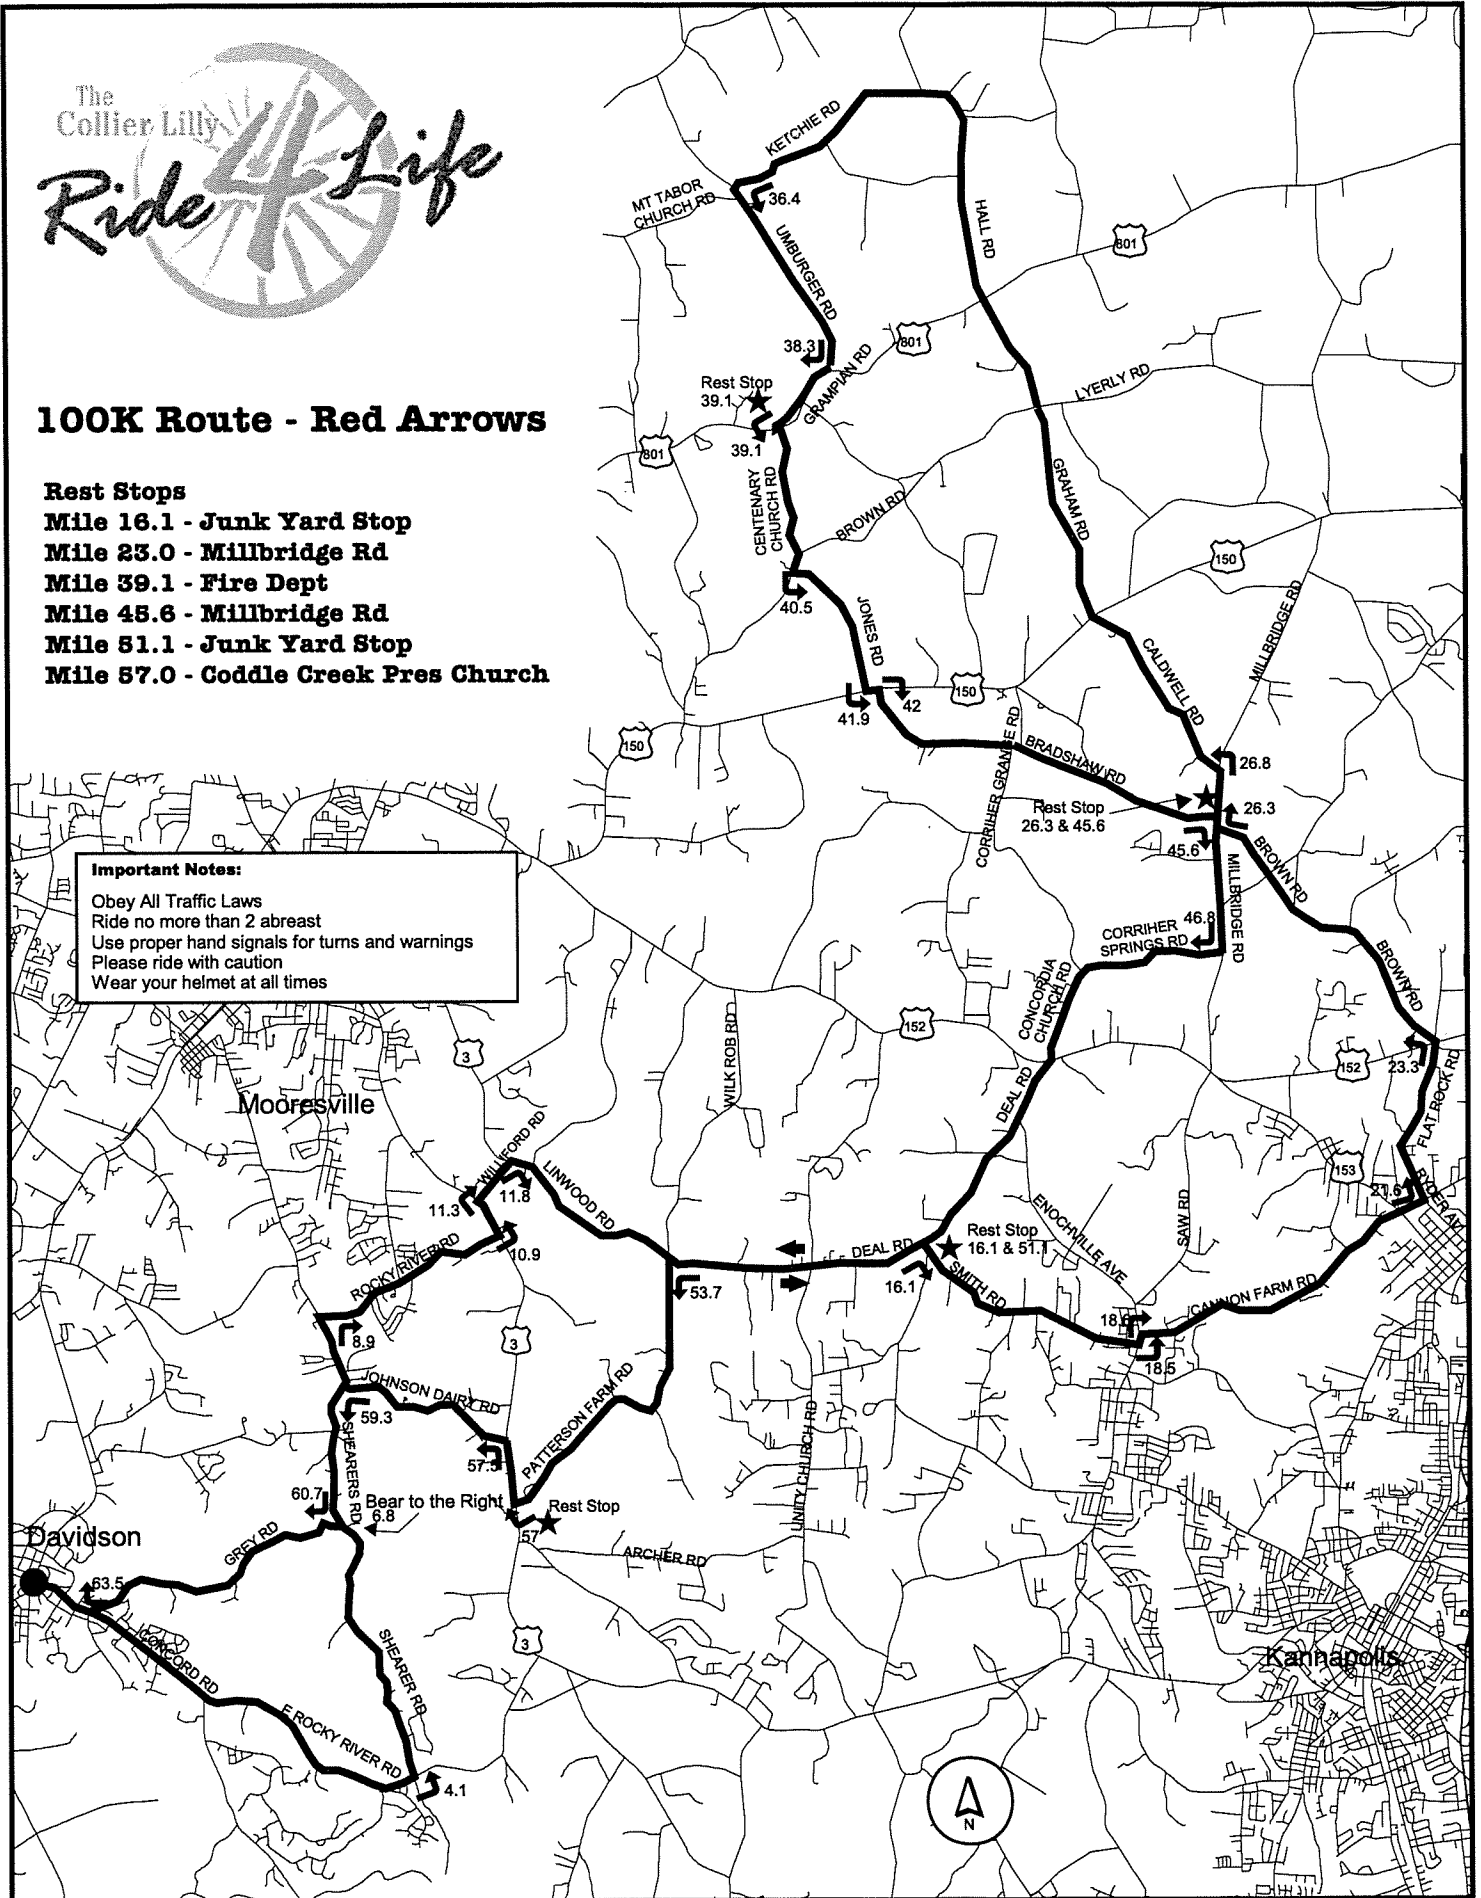 The
Collier Lilly
Ride 4 Life
100K Route - Red Arrows
Rest Stops
Mile 16.1 - Junk Yard Stop
Mile 23.0 - Millbridge Rd
Mile 39.1 - Fire Dept
Mile 45.6 - Millbridge Rd
Mile 51.1 - Junk Yard Stop
Mile 57.0 - Coddle Creek Pres Church
Important Notes:
Obey All Traffic Laws
Ride no more than 2 abreast
Use proper hand signals for turns and warnings
Please ride with caution
Wear your helmet at all times
KETCHIE RD
MT TABOR
CHURCH RD
36.4
UMBURGER RD
HALL RD
801
38.3
801
GRAMPIAN RD
Rest Stop
39.1
LYERLY RD
801
39.1
CENTENARY
CHURCH RD
BROWN RD
GRAHAM RD
150
40.5
JONES RD
MILLBRIDGE RD
CALDWELL RD
150
41.9
42
150
CORRIHER GRANGE RD
BRADSHAW RD
26.8
Rest Stop
26.3 & 45.6
26.3
45.6
BROWN RD
MILLBRIDGE RD
46.8
CORRIHER
SPRINGS RD
BROWN RD
CONCORDIA
CHURCH RD
152
WILK ROB RD
3
152
23.3
FLAT ROCK RD
DEAL RD
Mooresville
WILLIFORD RD
LINWOOD RD
153
11.3
11.8
21.6
RYDER AV
ENOCHVILLE AVE
SAW RD
Rest Stop
16.1 & 51.1
10.9
ROCKY RIVER RD
DEAL RD
16.1
SMITH RD
53.7
CANNON FARM RD
18.6
18.5
8.9
3
JOHNSON DAIRY RD
59.3
PATTERSON FARM RD
SHEARERS RD
57.5
UNITY CHURCH RD
60.7
Bear to the Right
6.8
Rest Stop
57
Davidson
GREY RD
ARCHER RD
63.5
CONCORD RD
SHEARER RD
3
Kannapolis
E ROCKY RIVER RD
4.1
N